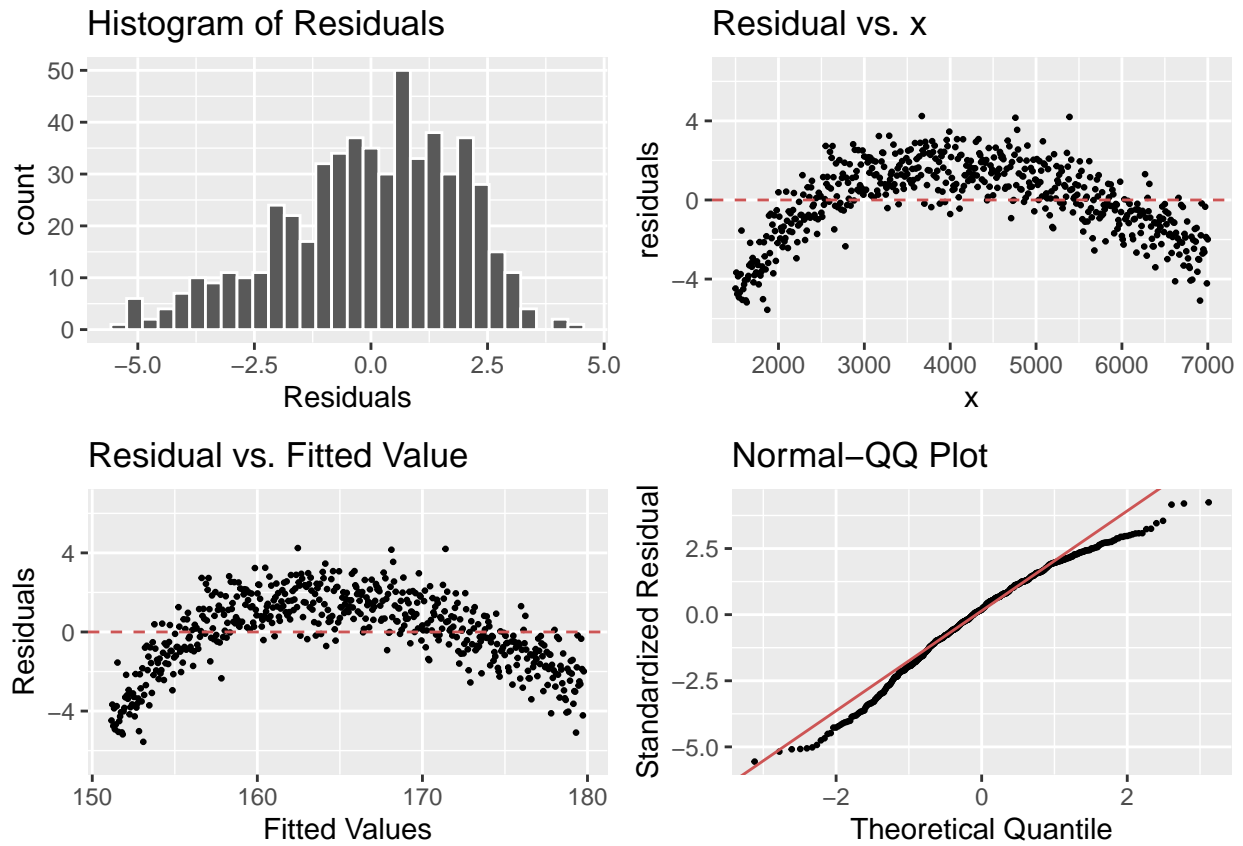 Histogram of Residuals
50
40
30
20
10
0
count
−5.0 −2.5 0.0 2.5 5.0
Residuals
Residual vs. x
4
0
−4
residuals
2000 3000 4000 5000 6000 7000
x
Residual vs. Fitted Value
4
0
−4
Residuals
150 160 170 180
Fitted Values
Normal−QQ Plot
2.5
0.0
−2.5
−5.0
Standardized Residual
−2 0 2
Theoretical Quantile